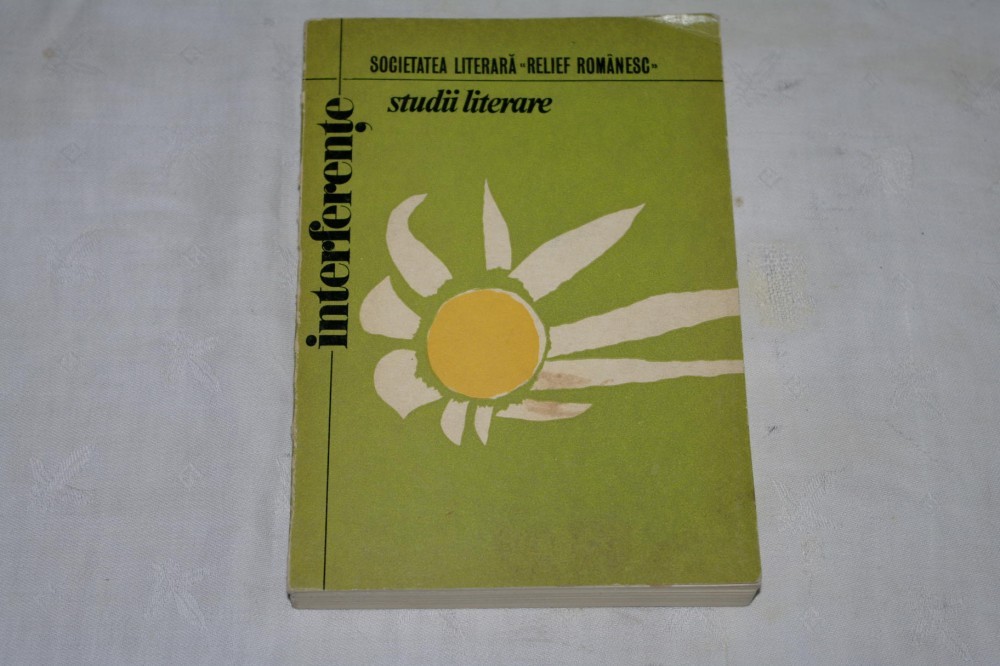 SOCIETATEA LITERARĂ «RELIEF ROMÂNESC»
studii literare
interferențe